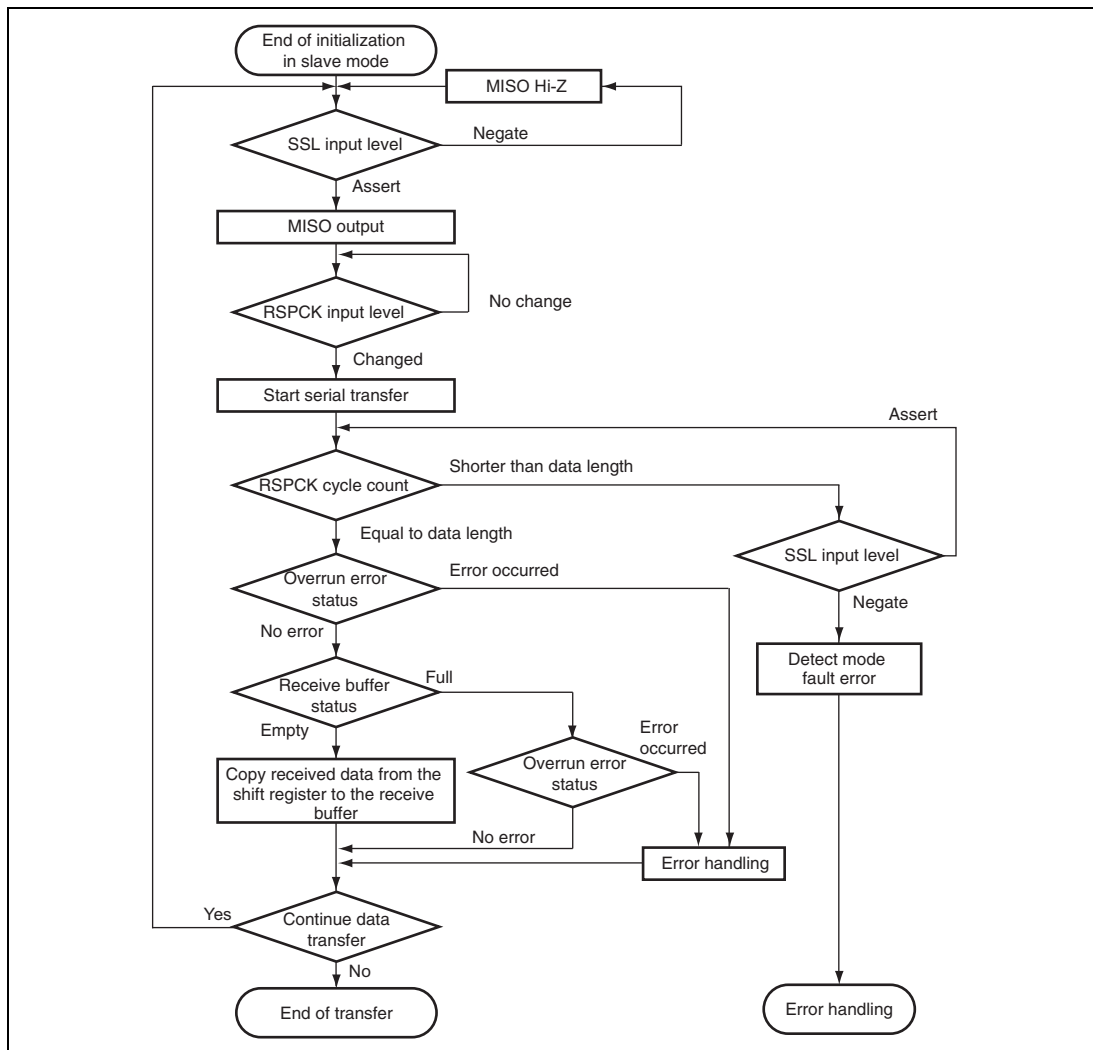 End of initialization
in slave mode
MISO Hi-Z
SSL input level
Negate
Assert
MISO output
RSPCK input level
No change
Changed
Start serial transfer
Assert
RSPCK cycle count
Shorter than data length
Equal to data length
SSL input level
Overrun error
status
Error occurred
Negate
No error
Detect mode
fault error
Receive buffer
status
Full
Empty
Error
occurred
Overrun error
status
Copy received data from the
shift register to the receive
buffer
No error
Error handling
Yes
Continue data
transfer
No
End of transfer
Error handling